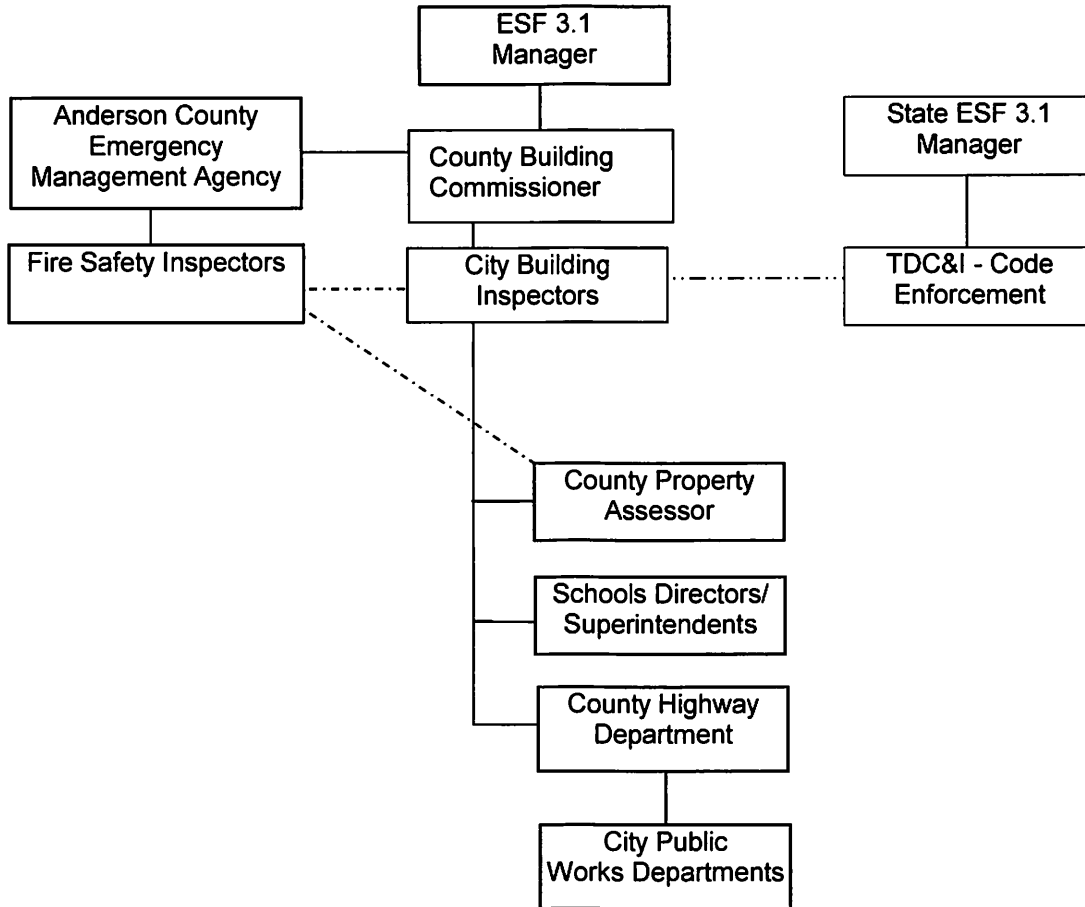 ESF 3.1
Manager
Anderson County
Emergency
Management Agency
County Building
Commissioner
State ESF 3.1
Manager
Fire Safety Inspectors
City Building
Inspectors
TDC&I - Code
Enforcement
County Property
Assessor
Schools Directors/
Superintendents
County Highway
Department
City Public
Works Departments